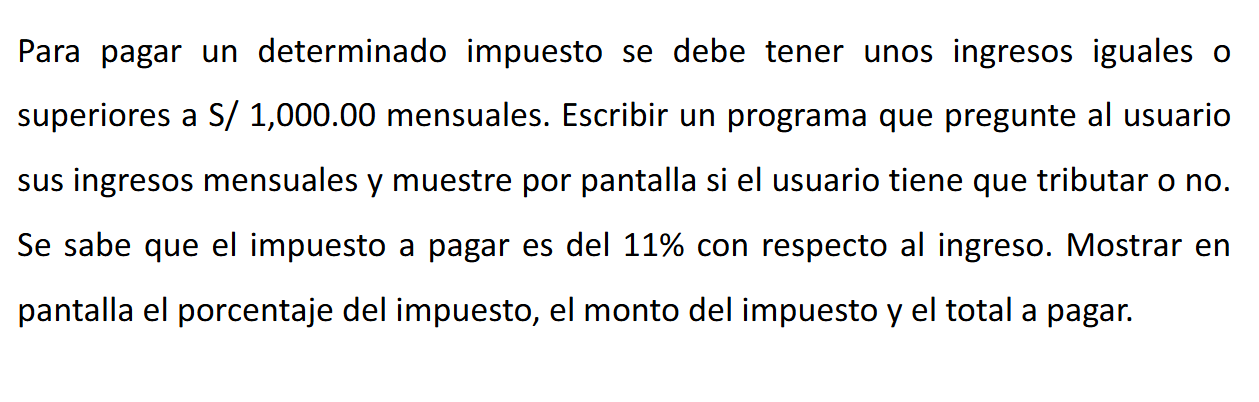 Para pagar un determinado impuesto se debe tener unos ingresos iguales o
superiores a S/ 1,000.00 mensuales. Escribir un programa que pregunte al usuario
sus ingresos mensuales y muestre por pantalla si el usuario tiene que tributar o no.
Se sabe que el impuesto a pagar es del 11% con respecto al ingreso. Mostrar en
pantalla el porcentaje del impuesto, el monto del impuesto y el total a pagar.